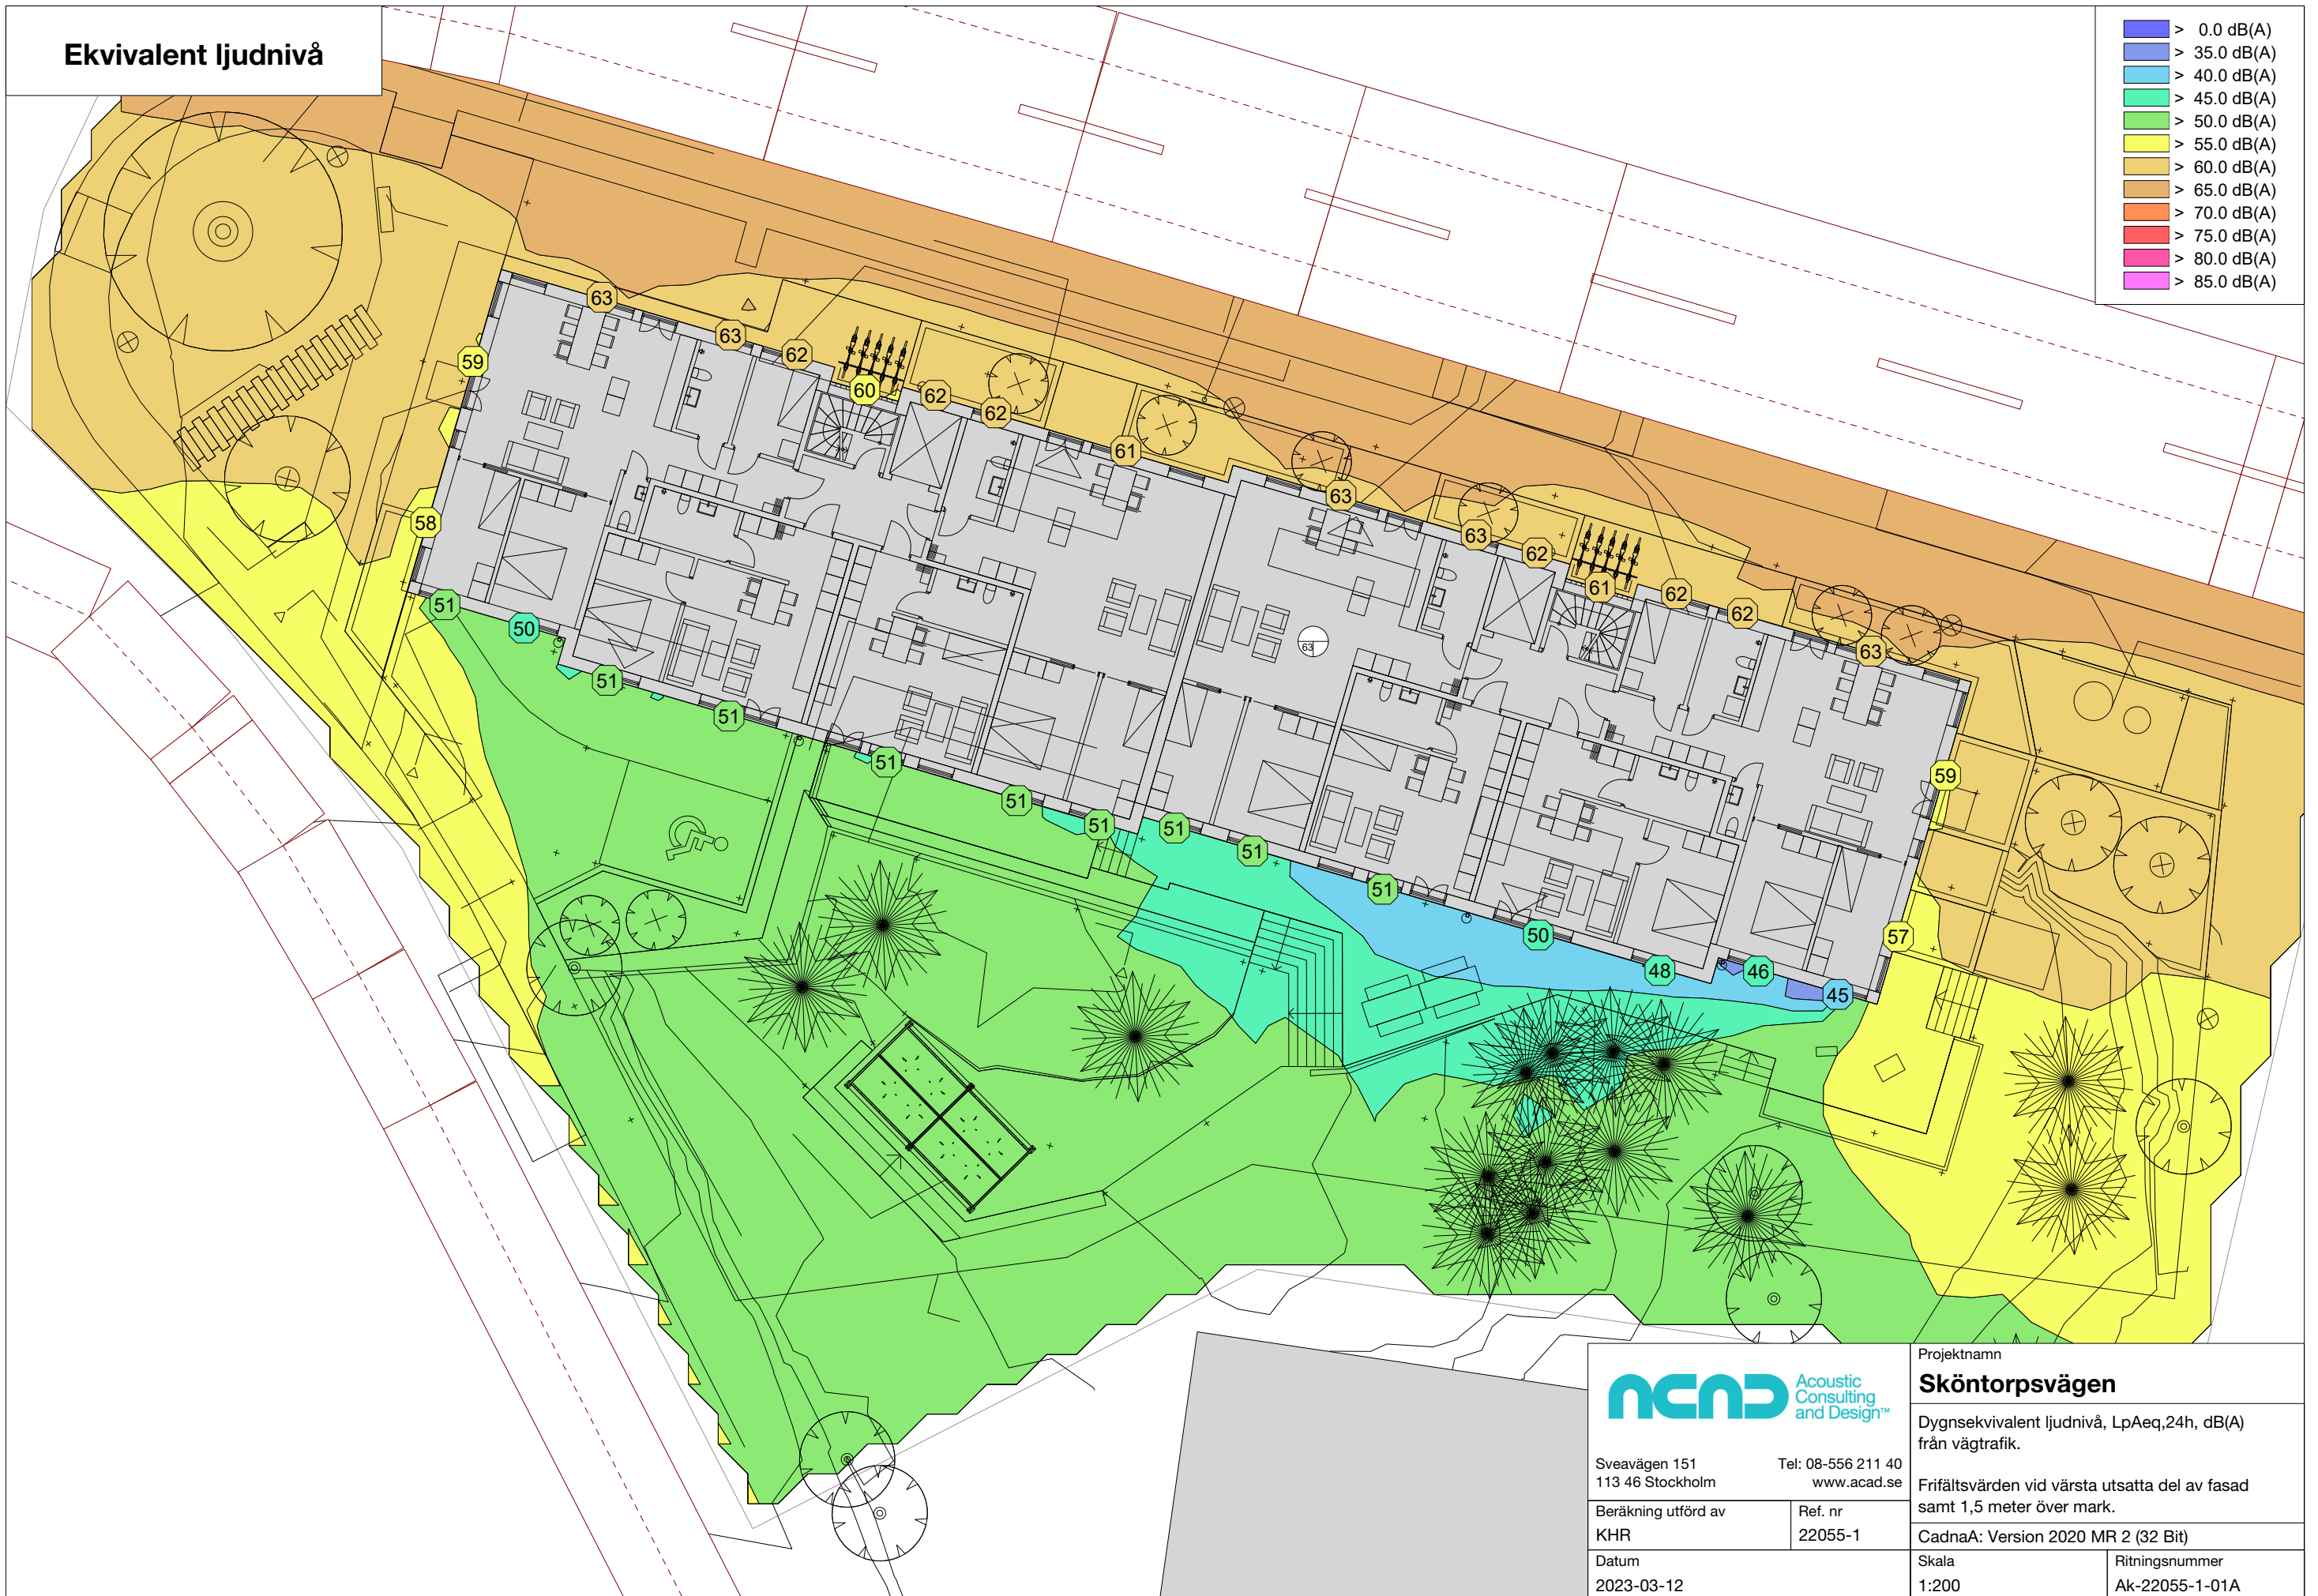 Ekvivalent ljudnivå
> 0.0 dB(A)
> 35.0 dB(A)
> 40.0 dB(A)
> 45.0 dB(A)
> 50.0 dB(A)
> 55.0 dB(A)
> 60.0 dB(A)
> 65.0 dB(A)
> 70.0 dB(A)
> 75.0 dB(A)
> 80.0 dB(A)
> 85.0 dB(A)
63
63
62
59
60
62
62
61
63
58
63
62
61
62
62
51
50
63
63
51
51
51
59
51
51
51
51
51
50
57
48
46
45
acad
Acoustic
Consulting
and Design™
Sveavägen 151
113 46 Stockholm
Tel: 08-556 211 40
www.acad.se
Beräkning utförd av
KHR
Ref. nr
22055-1
Datum
2023-03-12
Projektnamn
Sköntorpsvägen
Dygnsekvivalent ljudnivå, LpAeq,24h, dB(A)
från vägtrafik.
Frifältsvärden vid värsta utsatta del av fasad
samt 1,5 meter över mark.
CadnaA: Version 2020 MR 2 (32 Bit)
Skala
1:200
Ritningsnummer
Ak-22055-1-01A